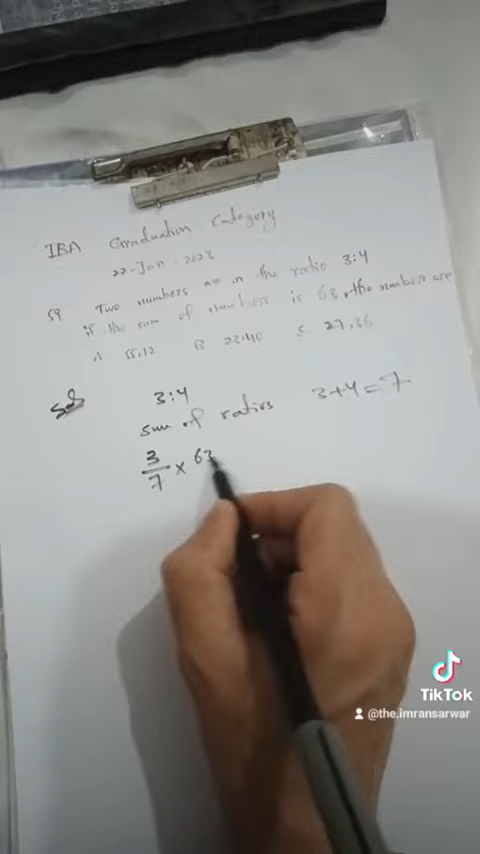 IBA Graduation Category
22-Jan-2023
59 Two numbers are in the ratio 3:4
if the sum of numbers is 63, the numbers are
A 55,12 B 23,40 C 27,36
Sol 3:4
sum of ratios 3+4=7
3/7 × 63
TikTok
@the.imransarwar